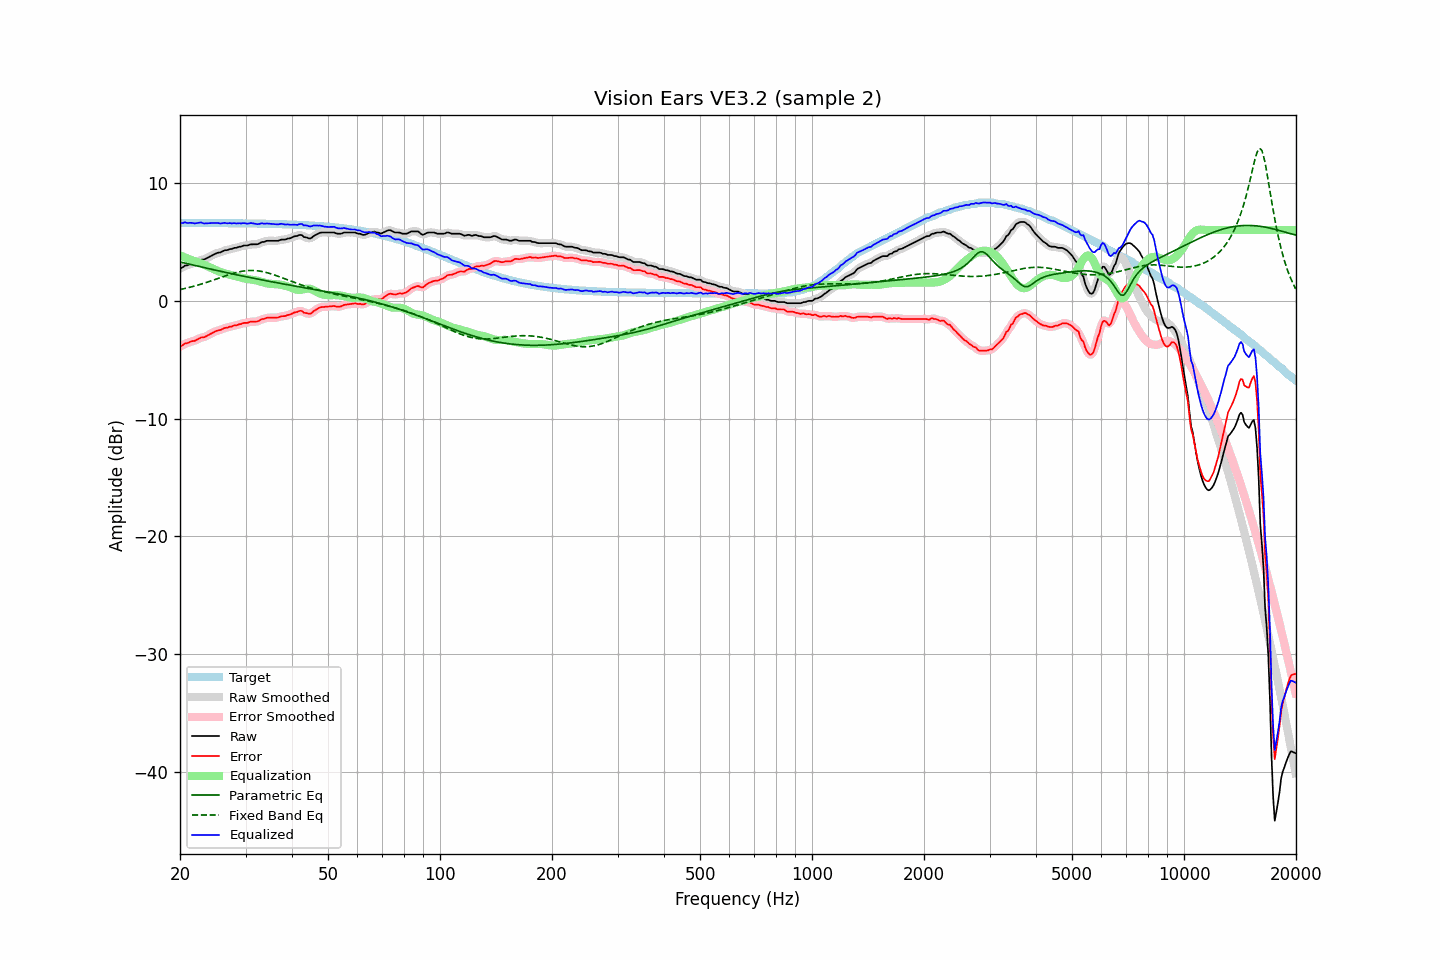 Vision Ears VE3.2 (sample 2)
Amplitude (dBr)
10
0
−10
−20
−30
−40
Target
Raw Smoothed
Error Smoothed
Raw
Error
Equalization
Parametric Eq
Fixed Band Eq
Equalized
20 50 100 200 500 1000 2000 5000 10000 20000
Frequency (Hz)